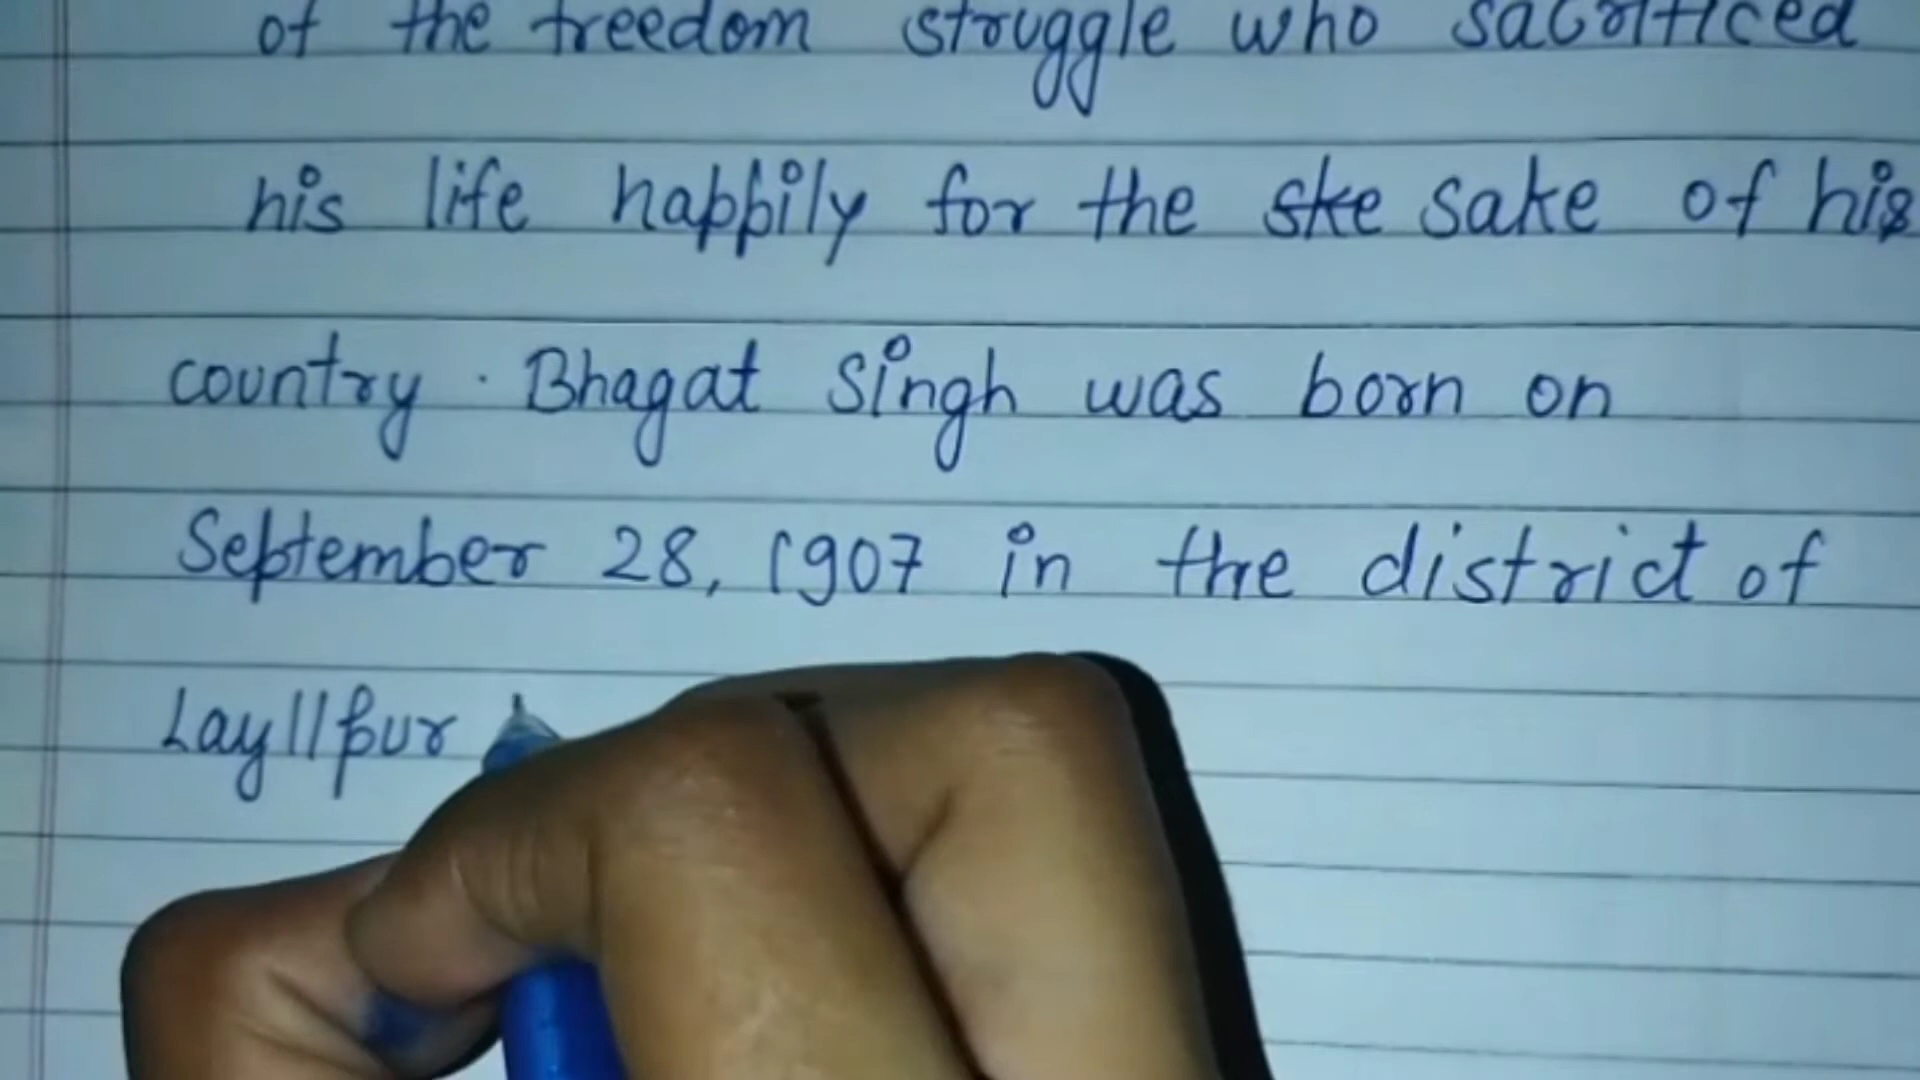 of the freedom struggle who sacrificed
his life happily for the ske sake of his
country. Bhagat Singh was born on
September 28, 1907 in the district of
Layllpur